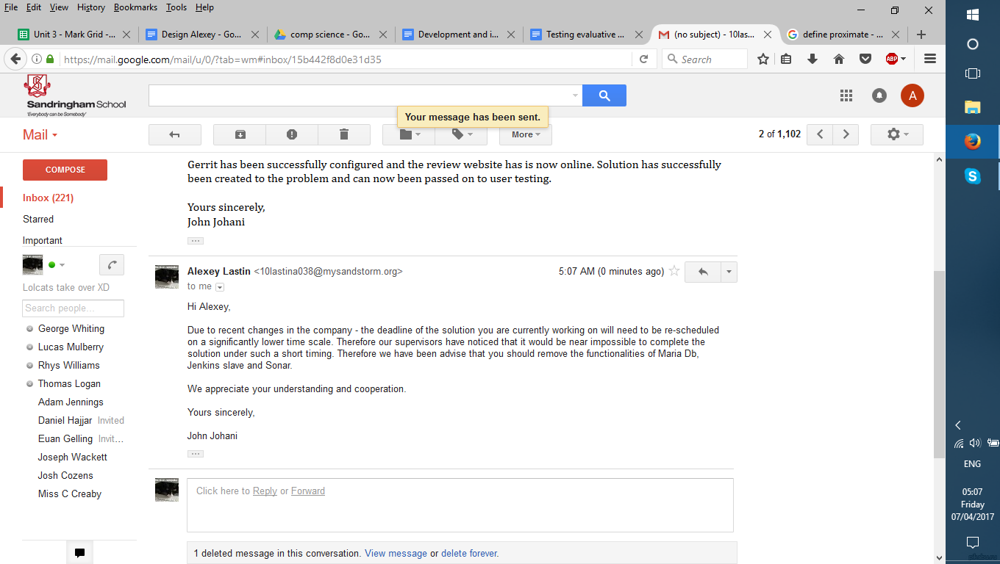 File Edit View History Bookmarks Tools Help
Unit 3 - Mark Grid -... Design Alexey - Go... comp science - Go... Development and i... Testing evaluative ... (no subject) - 10las... define proximate - ...
https://mail.google.com/mail/u/0/?tab=wm#inbox/15b442f8d0e31d35
Search
ABP
Sandringham School
'Everybody can be Somebody'
A
Your message has been sent.
Mail
More
2 of 1,102
COMPOSE
Inbox (221)
Starred
Important
Lolcats take over XD
Search people...
George Whiting
Lucas Mulberry
Rhys Williams
Thomas Logan
Adam Jennings
Daniel Hajjar Invited
Euan Gelling Invit...
Joseph Wackett
Josh Cozens
Miss C Creaby
Gerrit has been successfully configured and the review website has is now online. Solution has successfully
been created to the problem and can now been passed on to user testing.
Yours sincerely,
John Johani
Alexey Lastin <10lastina038@mysandstorm.org>
5:07 AM (0 minutes ago)
to me
Hi Alexey,
Due to recent changes in the company - the deadline of the solution you are currently working on will need to be re-scheduled
on a significantly lower time scale. Therefore our supervisors have noticed that it would be near impossible to complete the
solution under such a short timing. Therefore we have been advise that you should remove the functionalities of Maria Db,
Jenkins slave and Sonar.
We appreciate your understanding and cooperation.
Yours sincerely,
John Johani
Click here to Reply or Forward
1 deleted message in this conversation. View message or delete forever.
ENG
05:07
Friday
07/04/2017